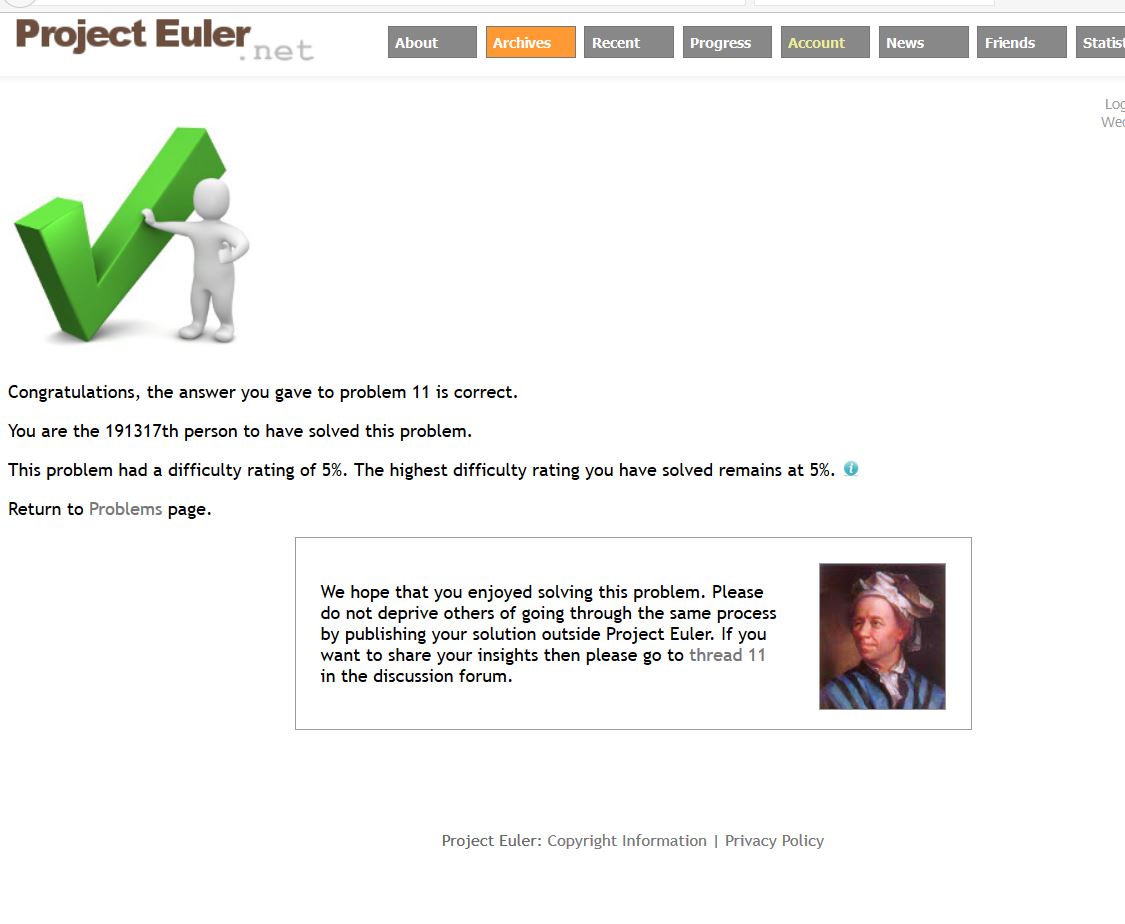 Project Euler
.net
About Archives Recent Progress Account News Friends
Congratulations, the answer you gave to problem 11 is correct.
You are the 191317th person to have solved this problem.
This problem had a difficulty rating of 5%. The highest difficulty rating you have solved remains at 5%.
Return to Problems page.
We hope that you enjoyed solving this problem. Please
do not deprive others of going through the same process
by publishing your solution outside Project Euler. If you
want to share your insights then please go to thread 11
in the discussion forum.
Project Euler: Copyright Information | Privacy Policy